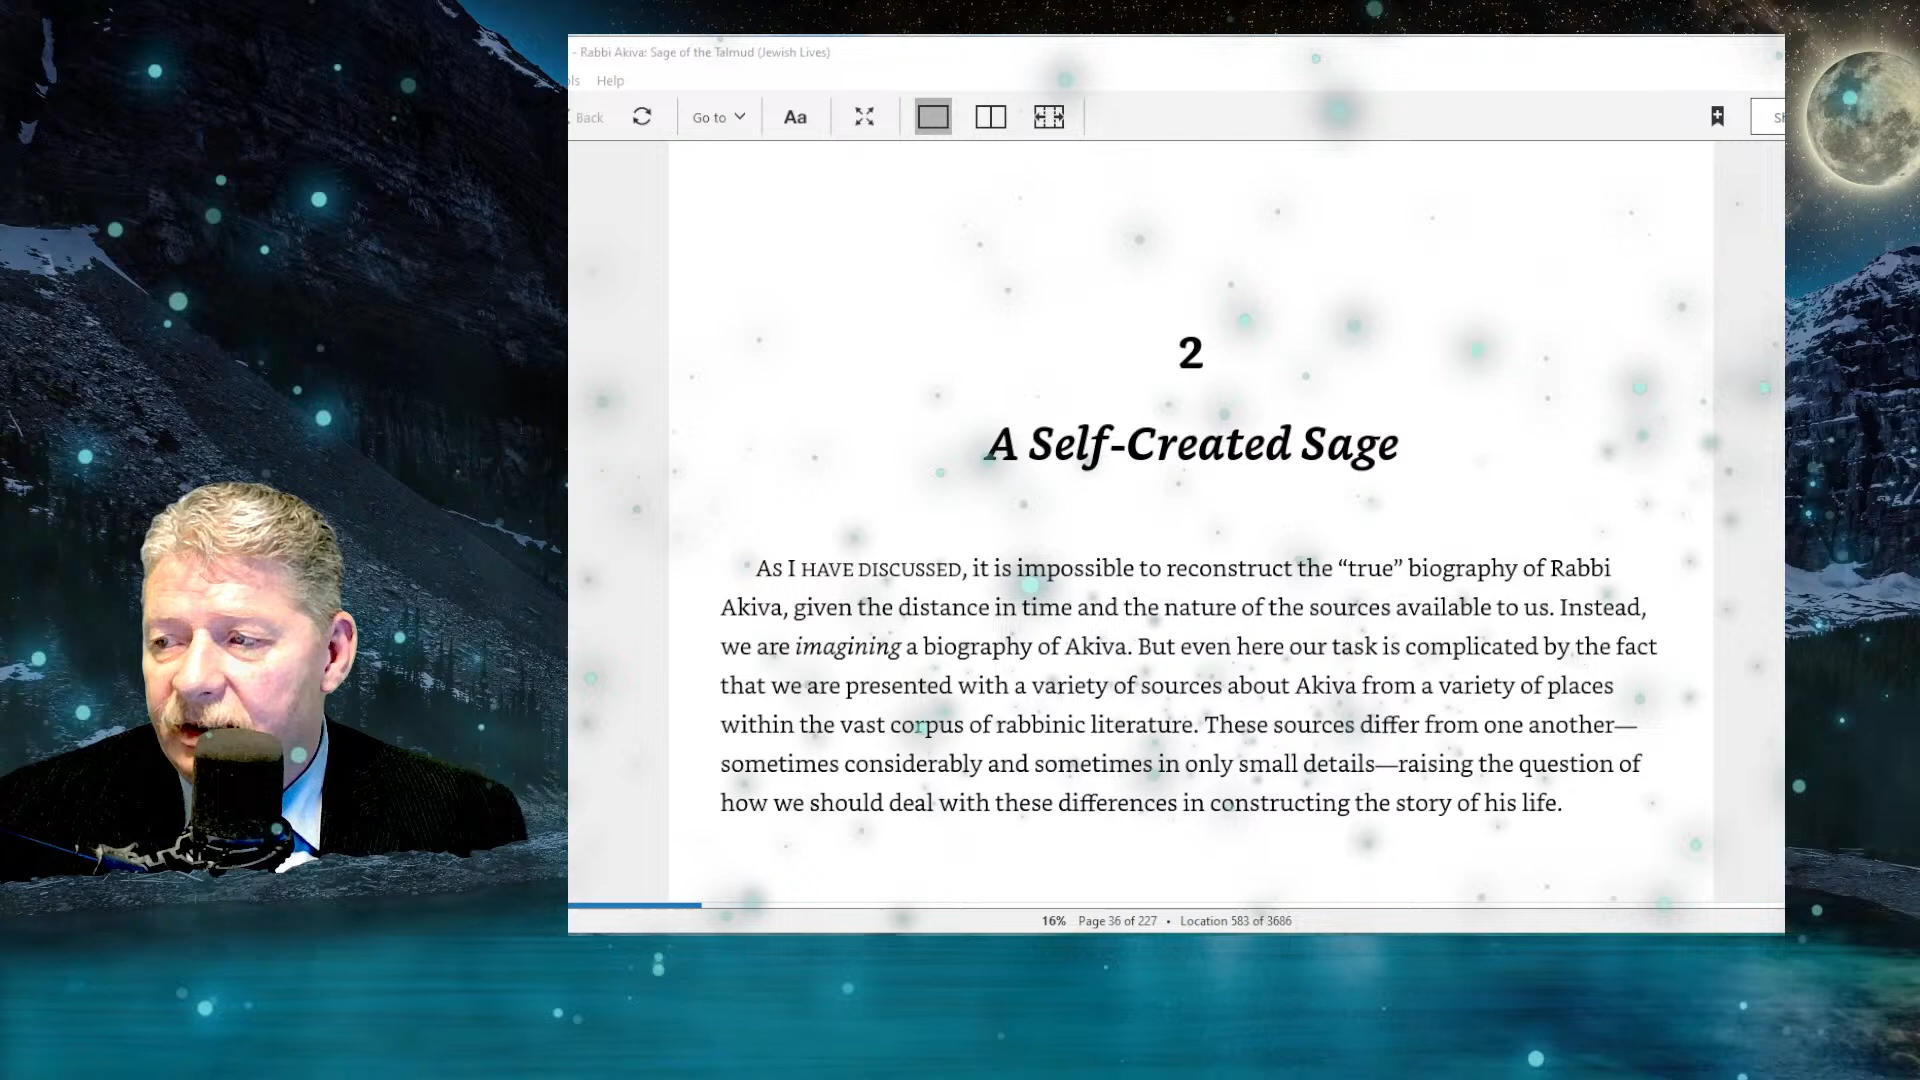 - Rabbi Akiva: Sage of the Talmud (Jewish Lives)
Help
Back
Go to
Aa
2
A Self-Created Sage
As I have discussed, it is impossible to reconstruct the “true” biography of Rabbi
Akiva, given the distance in time and the nature of the sources available to us. Instead,
we are imagining a biography of Akiva. But even here our task is complicated by the fact
that we are presented with a variety of sources about Akiva from a variety of places
within the vast corpus of rabbinic literature. These sources differ from one another—
sometimes considerably and sometimes in only small details—raising the question of
how we should deal with these differences in constructing the story of his life.
16% Page 36 of 227 • Location 583 of 3686